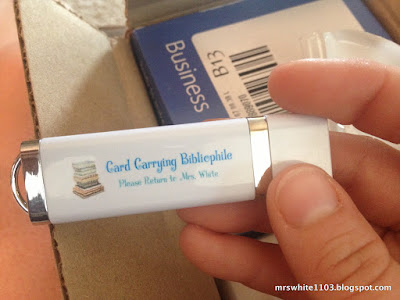 Business
B13
Card Carrying Bibliophile
Please Return to Mrs. White
mrswhite1103.blogspot.com